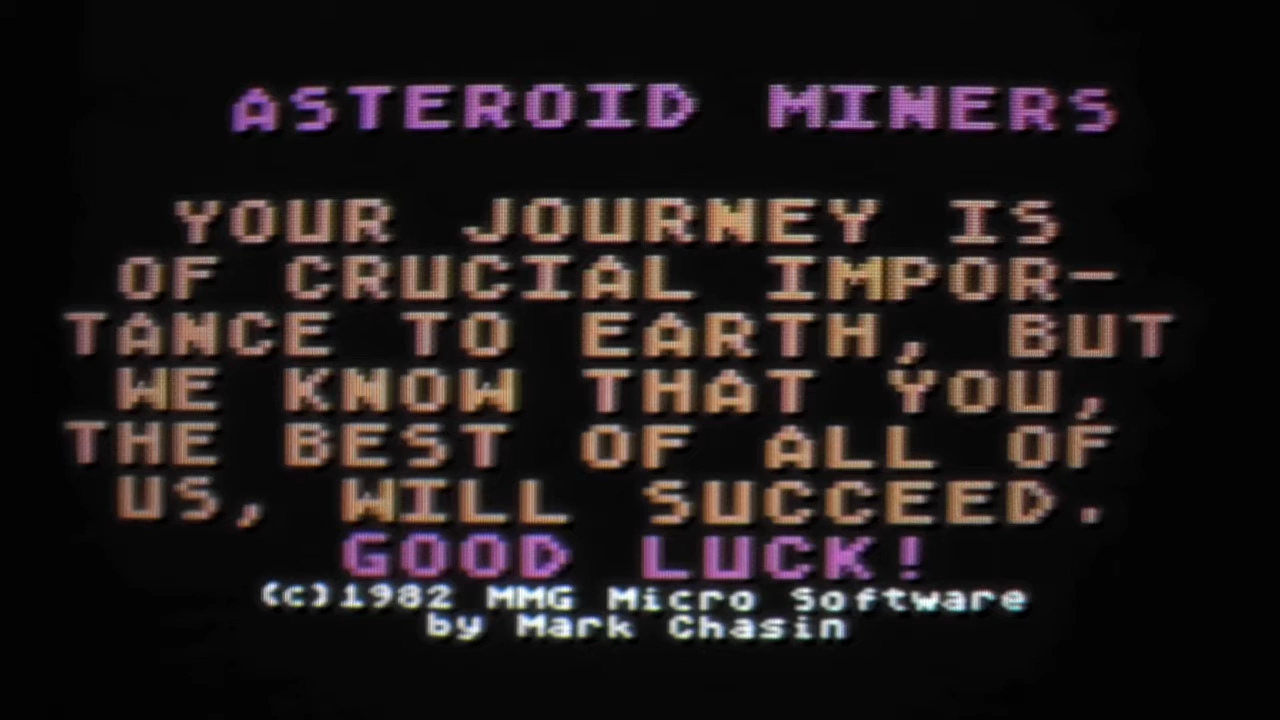 ASTEROID MINERS
YOUR JOURNEY IS
OF CRUCIAL IMPOR-
TANCE TO EARTH, BUT
WE KNOW THAT YOU,
THE BEST OF ALL OF
US, WILL SUCCEED.
GOOD LUCK!
(c)1982 MMG Micro Software
by Mark Chasin